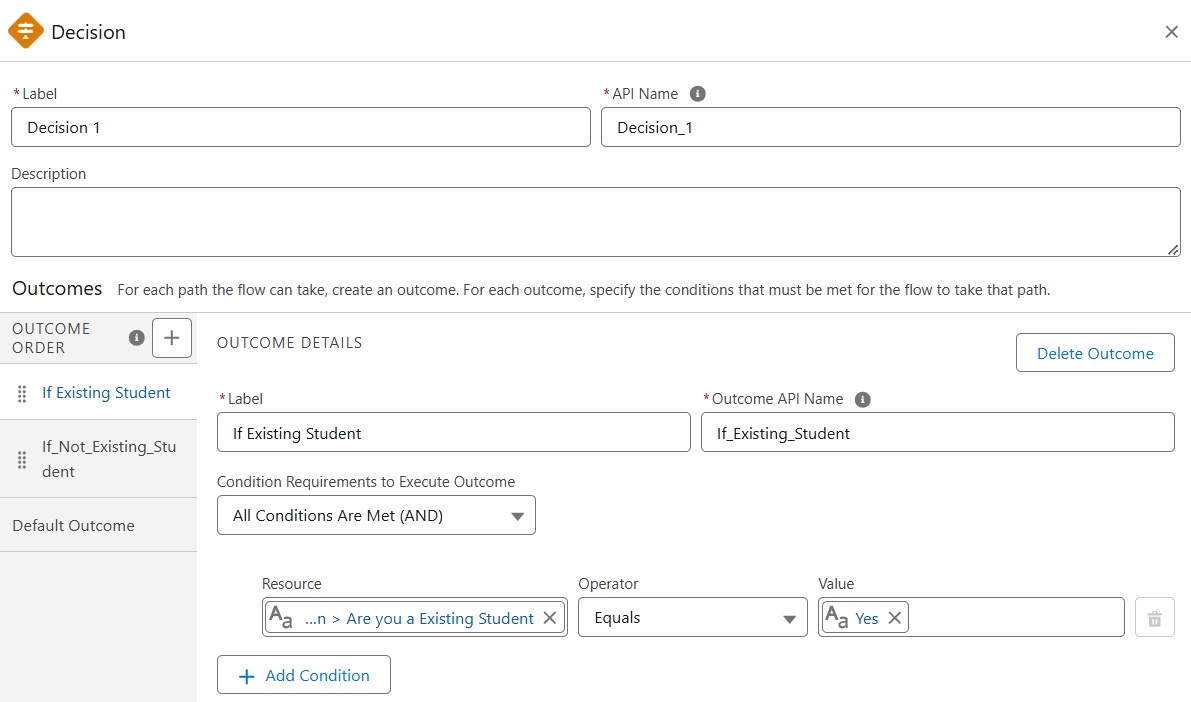 Decision
*Label
*API Name
Decision 1
Decision_1
Description
Outcomes For each path the flow can take, create an outcome. For each outcome, specify the conditions that must be met for the flow to take that path.
OUTCOME
ORDER
OUTCOME DETAILS
Delete Outcome
If Existing Student
If_Not_Existing_Stu
dent
Default Outcome
*Label
*Outcome API Name
If Existing Student
If_Existing_Student
Condition Requirements to Execute Outcome
All Conditions Are Met (AND)
Resource
Operator
Value
Aa ...n > Are you a Existing Student
Equals
Aa Yes
+ Add Condition